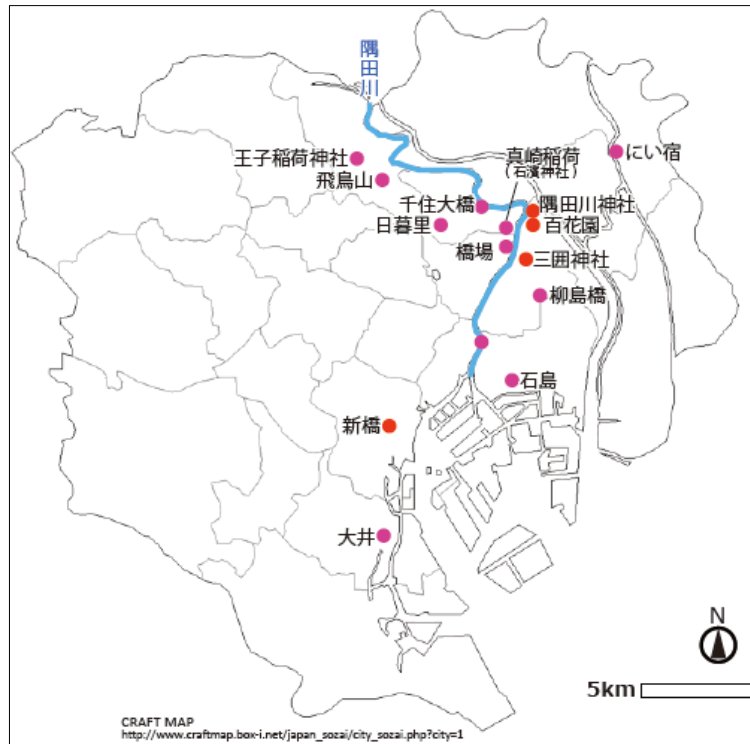 隅田川
王子稲荷神社
飛鳥山
真崎稲荷
（石濱神社）
にい宿
千住大橋
隅田川神社
日暮里
百花園
橋場
三囲神社
柳島橋
石島
新橋
大井
N
5km
CRAFT MAP
http://www.craftmap.box-i.net/japan_sozai/city_sozai.php?city=1